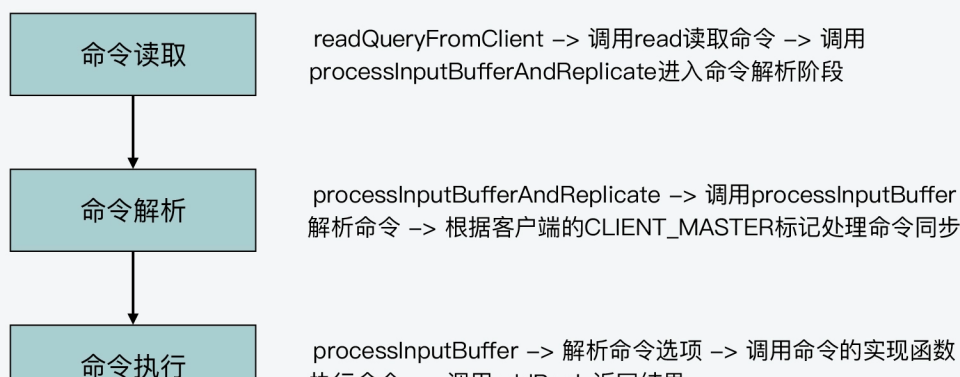 命令读取
readQueryFromClient -> 调用read读取命令 -> 调用
processInputBufferAndReplicate进入命令解析阶段
命令解析
processInputBufferAndReplicate -> 调用processInputBuffer
解析命令 -> 根据客户端的CLIENT_MASTER标记处理命令同步
命令执行
processInputBuffer -> 解析命令选项 -> 调用命令的实现函数